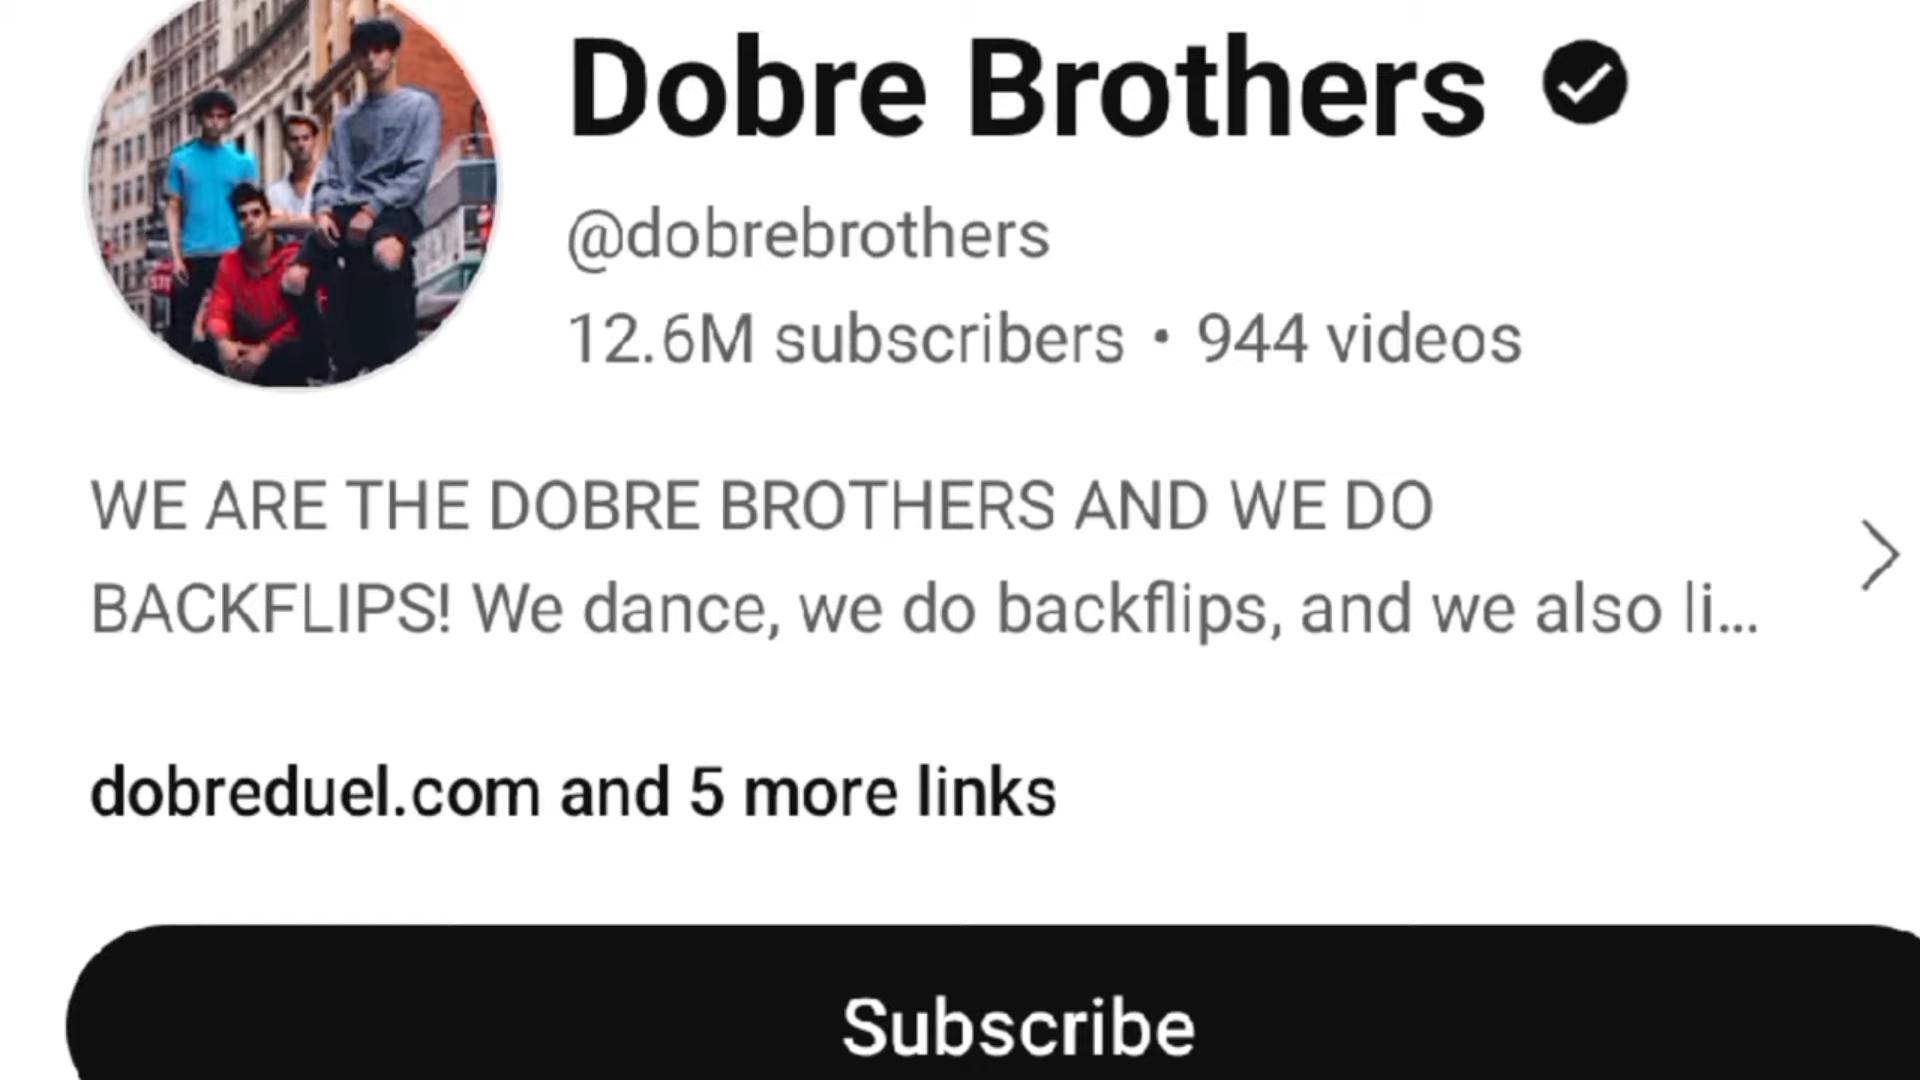 Dobre Brothers
@dobrebrothers
12.6M subscribers • 944 videos
WE ARE THE DOBRE BROTHERS AND WE DO
BACKFLIPS! We dance, we do backflips, and we also li...
dobreduel.com and 5 more links
Subscribe